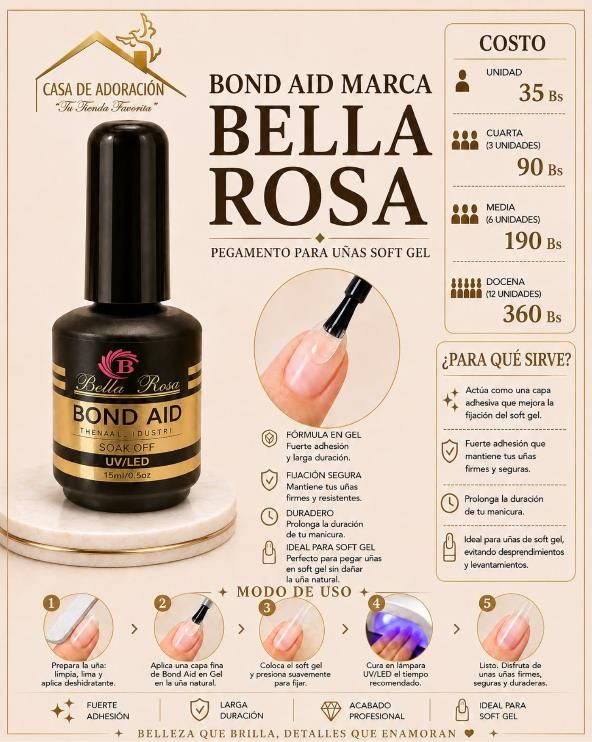 CASA DE ADORACIÓN
"Tu Tienda Favorita"
BOND AID MARCA
BELLA
ROSA
PEGAMENTO PARA UÑAS SOFT GEL
COSTO
UNIDAD
35 Bs
CUARTA
(3 UNIDADES)
90 Bs
MEDIA
(6 UNIDADES)
190 Bs
DOCENA
(12 UNIDADES)
360 Bs
B
Bella Rosa
BOND AID
THENAAL IDUSTRI
SOAK OFF
UV/LED
15ml/0.5oz
FÓRMULA EN GEL
Fuerte adhesión
y larga duración.
FIJACIÓN SEGURA
Mantiene tus uñas
firmes y resistentes.
DURADERO
Prolonga la duración
de tu manicura.
IDEAL PARA SOFT GEL
Perfecto para pegar uñas
en soft gel sin dañar
la uña natural.
¿PARA QUÉ SIRVE?
Actúa como una capa
adhesiva que mejora la
fijación del soft gel.
Fuerte adhesión que
mantiene tus uñas
firmes y seguras.
Prolonga la duración
de tu manicura.
Ideal para uñas de soft gel,
evitando desprendimientos
y levantamientos.
MODO DE USO
1
Prepara la uña:
limpia, lima y
aplica deshidratante.
2
Aplica una capa fina
de Bond Aid en Gel
en la uña natural.
3
Coloca el soft gel
y presiona suavemente
para fijar.
4
Cura en lámpara
UV/LED el tiempo
recomendado.
5
Listo. Disfruta de
unas uñas firmes,
seguras y duraderas.
FUERTE
ADHESIÓN
LARGA
DURACIÓN
ACABADO
PROFESIONAL
IDEAL PARA
SOFT GEL
BELLEZA QUE BRILLA, DETALLES QUE ENAMORAN